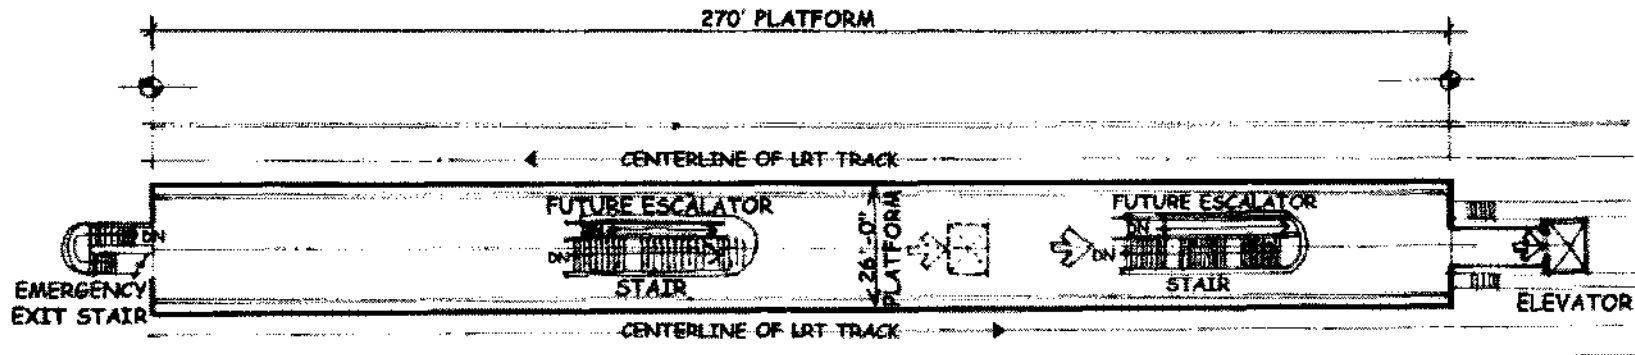 270' PLATFORM
CENTERLINE OF LRT TRACK
FUTURE ESCALATOR
FUTURE ESCALATOR
DN
DN
DN
DN
26'-0"
PLATFORM
STAIR
STAIR
EMERGENCY
EXIT STAIR
ELEVATOR
CENTERLINE OF LRT TRACK